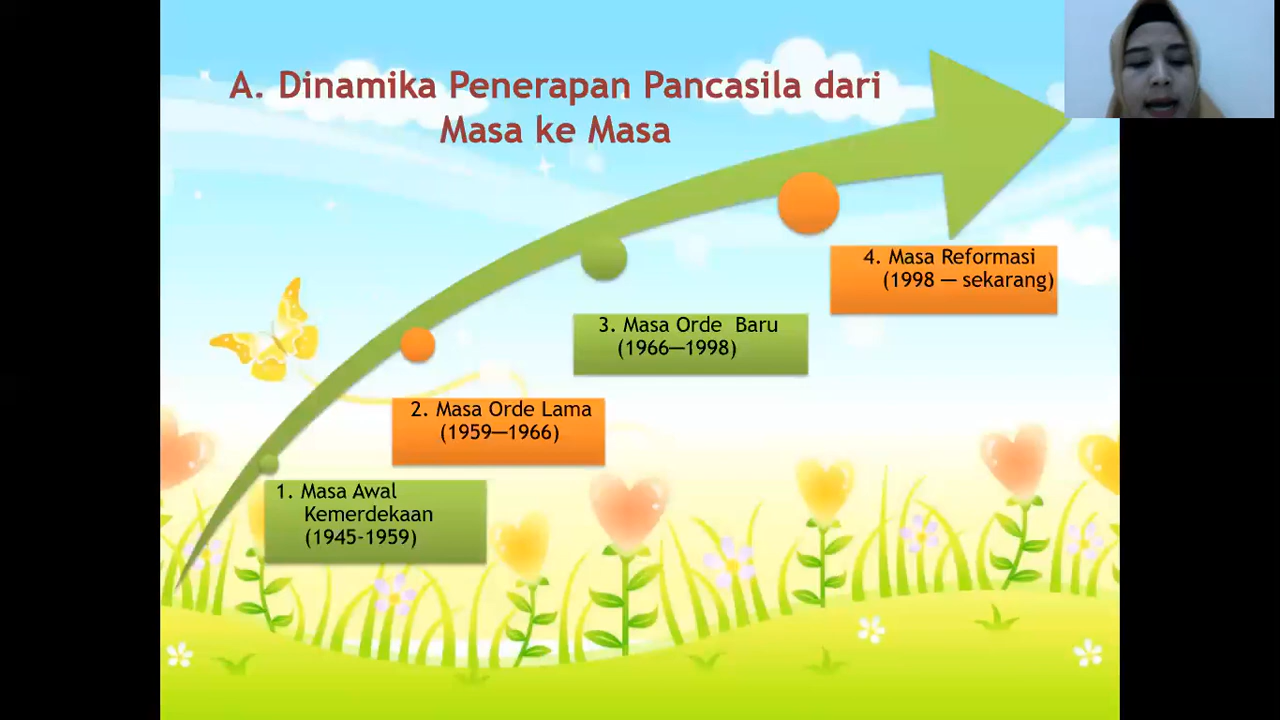 A. Dinamika Penerapan Pancasila dari
Masa ke Masa
4. Masa Reformasi
(1998 — sekarang)
3. Masa Orde Baru
(1966—1998)
2. Masa Orde Lama
(1959—1966)
1. Masa Awal
Kemerdekaan
(1945-1959)